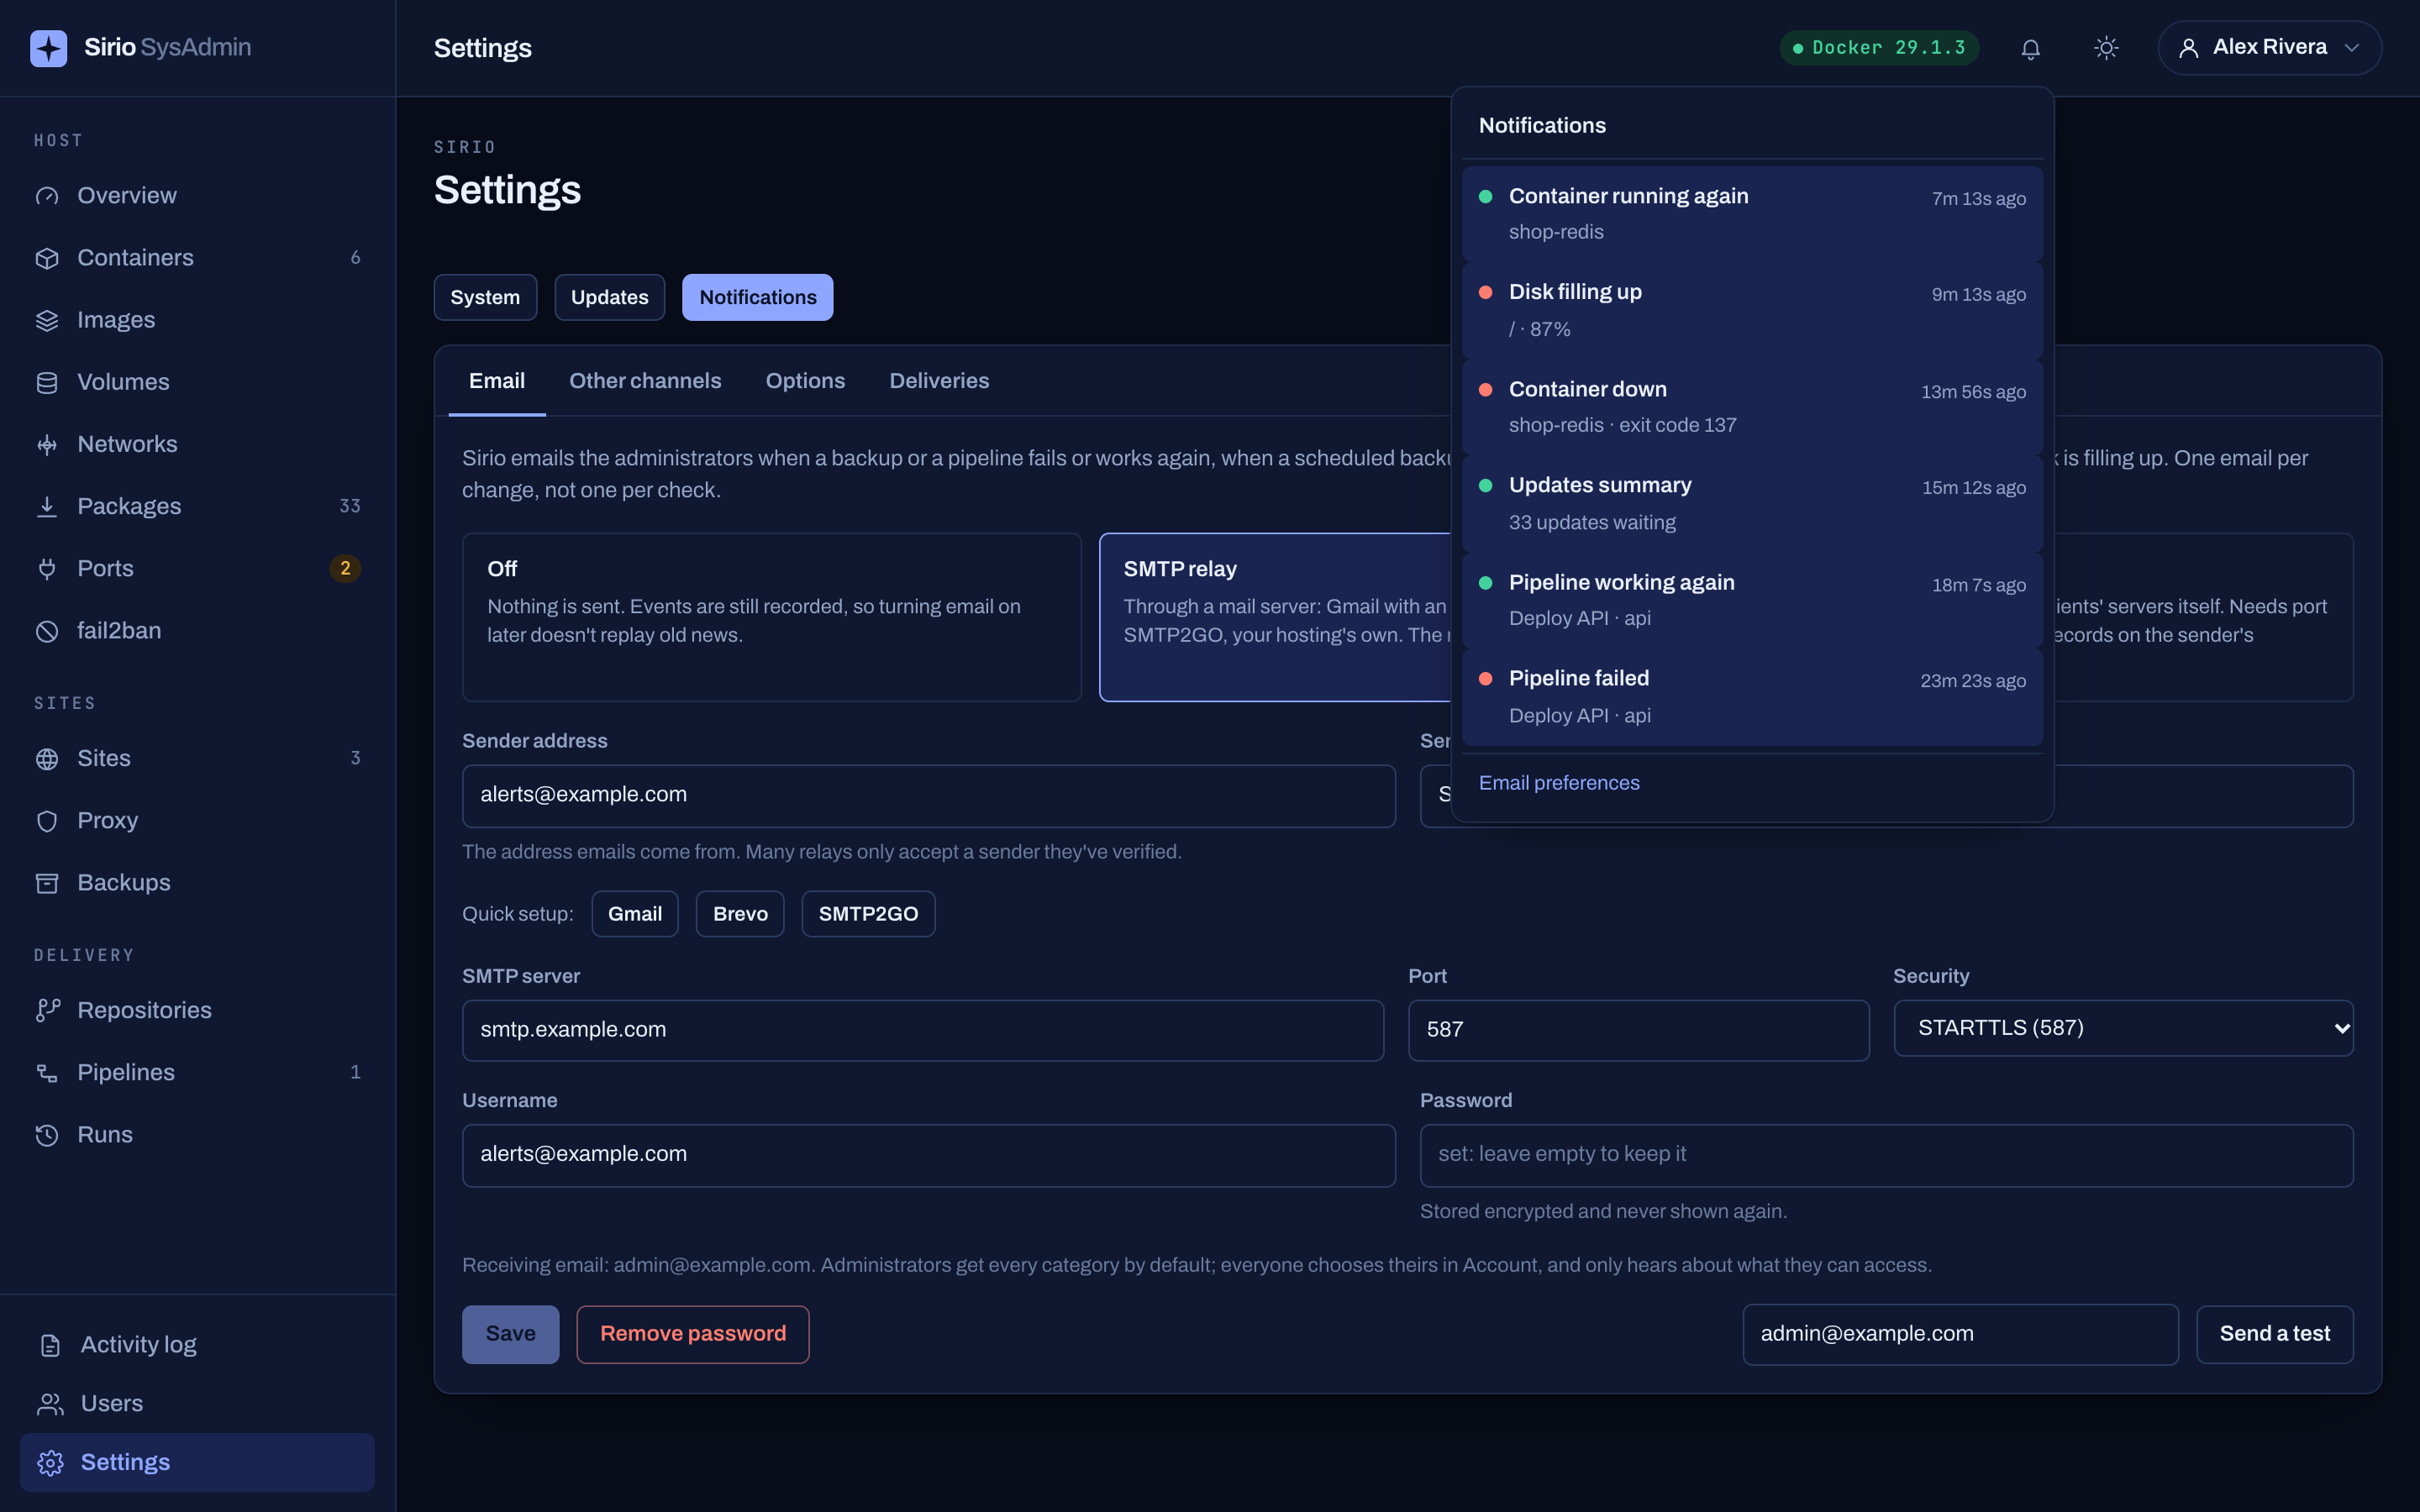 Sirio SysAdmin
HOST
Overview
Containers 6
Images
Volumes
Networks
Packages 33
Ports 2
fail2ban
SITES
Sites 3
Proxy
Backups
DELIVERY
Repositories
Pipelines 1
Runs
Activity log
Users
Settings
Settings
Docker 29.1.3
Alex Rivera
SIRIO
Settings
System Updates Notifications
Email Other channels Options Deliveries
Sirio emails the administrators when a backup or a pipeline fails or works again, when a scheduled is filling up. One email per
change, not one per check.
Off
Nothing is sent. Events are still recorded, so turning email on
later doesn't replay old news.
SMTP relay
Through a mail server: Gmail with an
SMTP2GO, your hosting's own. The
servers itself. Needs port
on the sender's
Sender address
alerts@example.com
The address emails come from. Many relays only accept a sender they've verified.
Quick setup: Gmail Brevo SMTP2GO
SMTP server
smtp.example.com
Port
587
Security
STARTTLS (587)
Username
alerts@example.com
Password
set: leave empty to keep it
Stored encrypted and never shown again.
Receiving email: admin@example.com. Administrators get every category by default; everyone chooses theirs in Account, and only hears about what they can access.
Save Remove password
admin@example.com
Send a test
Notifications
Container running again 7m 13s ago
shop-redis
Disk filling up 9m 13s ago
/ · 87%
Container down 13m 56s ago
shop-redis · exit code 137
Updates summary 15m 12s ago
33 updates waiting
Pipeline working again 18m 7s ago
Deploy API · api
Pipeline failed 23m 23s ago
Deploy API · api
Email preferences